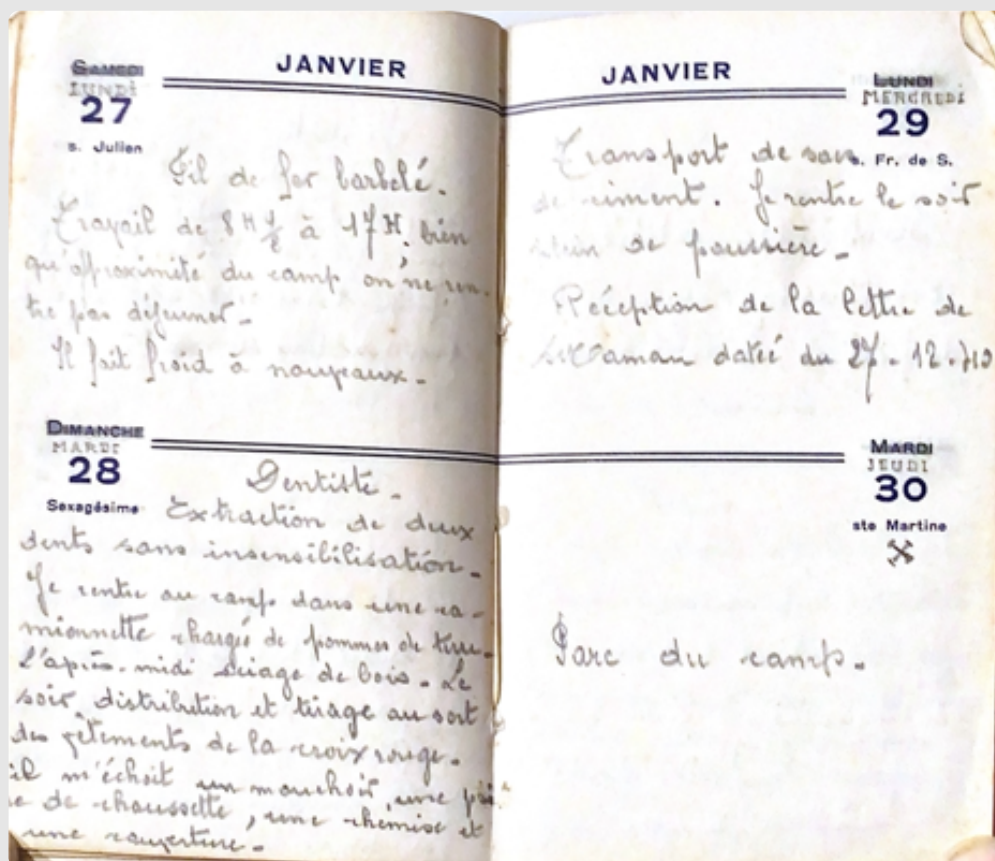 SAMEDI
LUNDI
27
s. Julien
JANVIER
Fil de fer barbelé.
Travail de 8H ½ à 17H, bien
qu'approximité du camp on ne ren-
tre pas déjeuner.
Il fait froid à nouveaux.
DIMANCHE
MARDI
28
Sexagésime
Dentiste.
Extraction de deux
dents sans insensibilisation.
Je rentre au camp dans une ca-
mionnette chargée de pommes de terre.
L'après-midi sciage de bois. Le
soir distribution et tirage au sort
des vêtements de la croix rouge.
il m'échoit un mouchoir, une pai-
re de chaussette, une chemise et
une couverture.
JANVIER
LUNDI
MERCREDI
29
s. Fr. de S.
Transport de sacs
de ciment. Je rentre le soir
plein de poussière.
Réception de la lettre de
Maman datée du 27.12.40
MARDI
JEUDI
30
ste Martine
Parc du camp.